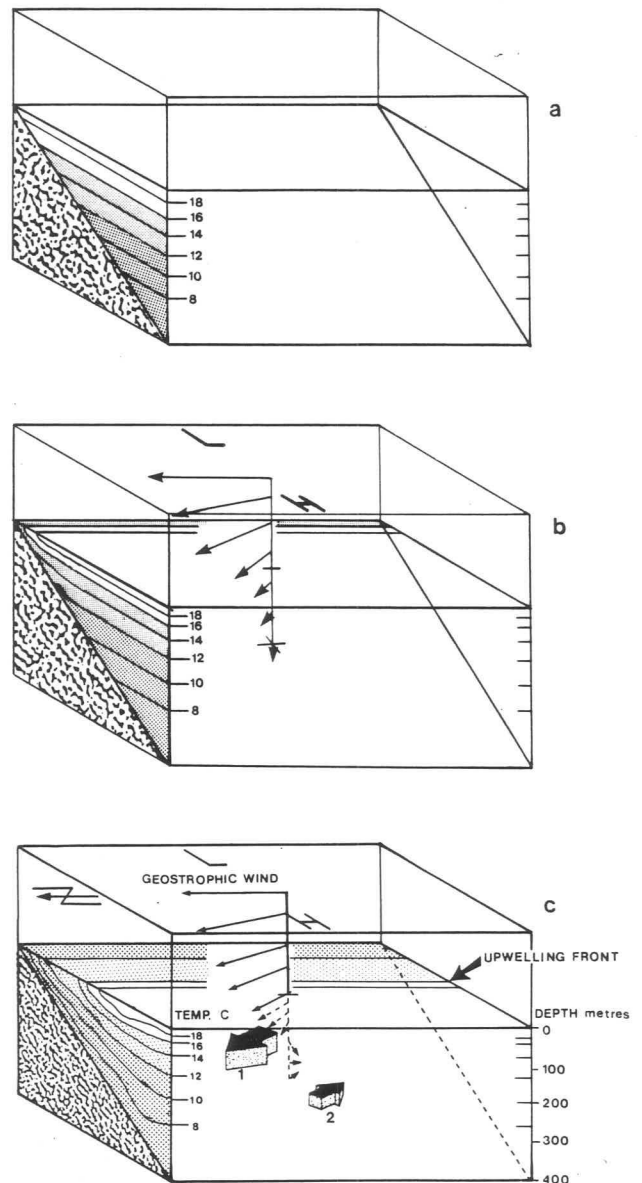 a
18
16
14
12
10
8
L
H
b
18
16
14
12
10
8
L
GEOSTROPHIC WIND
H
c
UPWELLING FRONT
TEMP. C
DEPTH metres
18
16
14
12
10
8
0
100
200
300
400
1
2